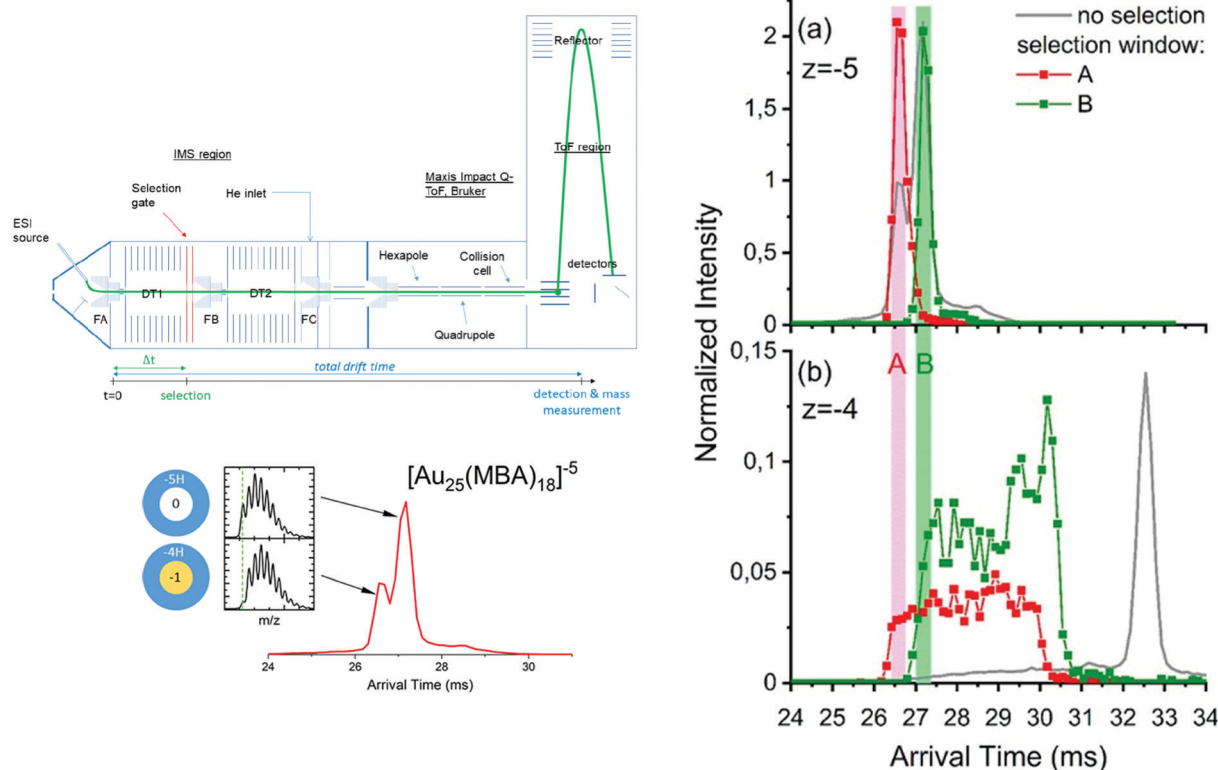 IMS region
Selection
gate
He inlet
ESI
source
FA
DT1
FB
DT2
FC
Maxis Impact Q-
ToF, Bruker
Hexapole
Collision
cell
Quadrupole
Reflector
ToF region
detectors
Δt
total drift time
t=0
selection
detection & mass
measurement
-5H
0
-4H
-1
m/z
[Au25(MBA)18]-5
24
26
28
30
Arrival Time (ms)
(a)
z=-5
no selection
selection window:
A
B
2
1,5
1
0,5
0
Normalized Intensity
0,15
0,1
0,05
0
A
B
(b)
z=-4
24 25 26 27 28 29 30 31 32 33 34
Arrival Time (ms)